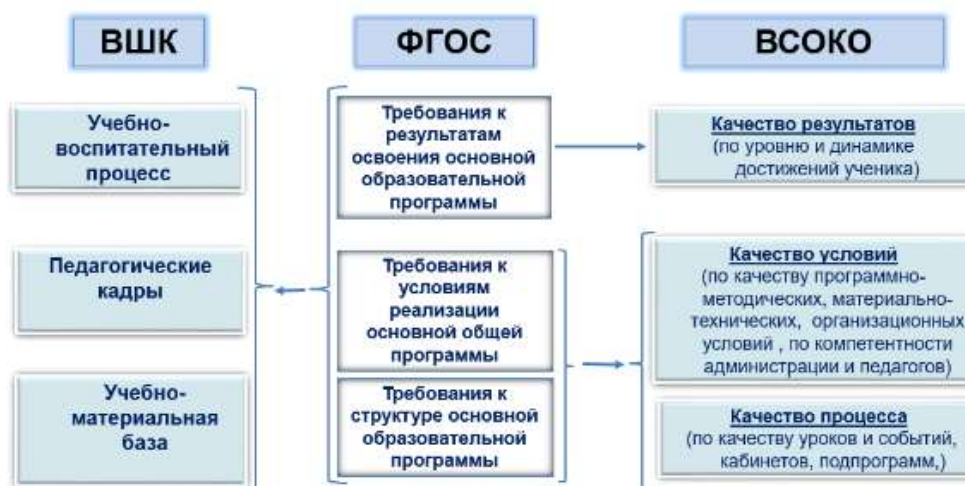 ВШК
ФГОС
ВСОКО
Учебно-
воспитательный
процесс
Педагогические
кадры
Учебно-
материальная
база
Требования к
результатам
освоения основной
образовательной
программы
Требования к
условиям
реализации
основной общей
программы
Требования к
структуре основной
образовательной
программы
Качество результатов
(по уровню и динамике
достижений ученика)
Качество условий
(по качеству программно-
методических, материально-
технических, организационных
условий , по компетентности
администрации и педагогов)
Качество процесса
(по качеству уроков и событий,
кабинетов, подпрограмм,)